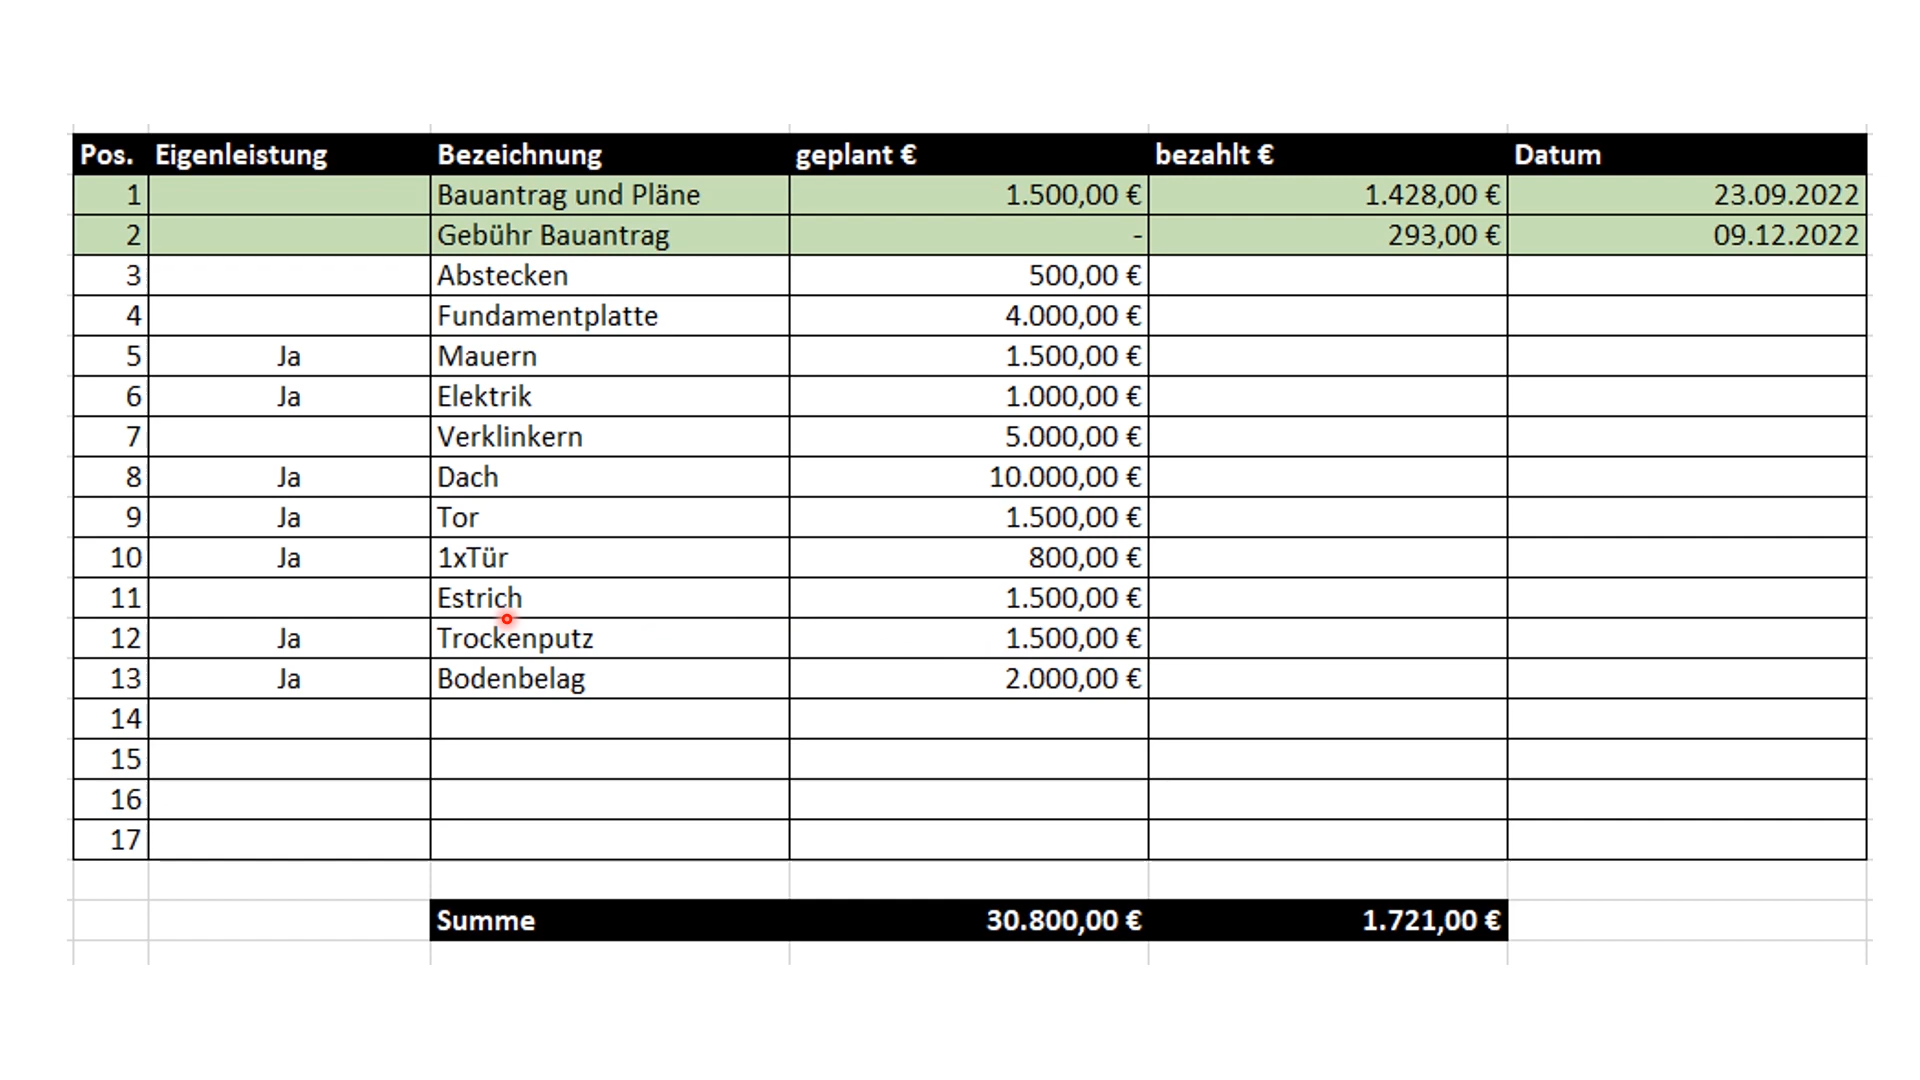 Pos. Eigenleistung Bezeichnung geplant € bezahlt € Datum
1 Bauantrag und Pläne 1.500,00 € 1.428,00 € 23.09.2022
2 Gebühr Bauantrag - 293,00 € 09.12.2022
3 Abstecken 500,00 €
4 Fundamentplatte 4.000,00 €
5 Ja Mauern 1.500,00 €
6 Ja Elektrik 1.000,00 €
7 Verklinkern 5.000,00 €
8 Ja Dach 10.000,00 €
9 Ja Tor 1.500,00 €
10 Ja 1xTür 800,00 €
11 Estrich 1.500,00 €
12 Ja Trockenputz 1.500,00 €
13 Ja Bodenbelag 2.000,00 €
14
15
16
17
Summe 30.800,00 € 1.721,00 €